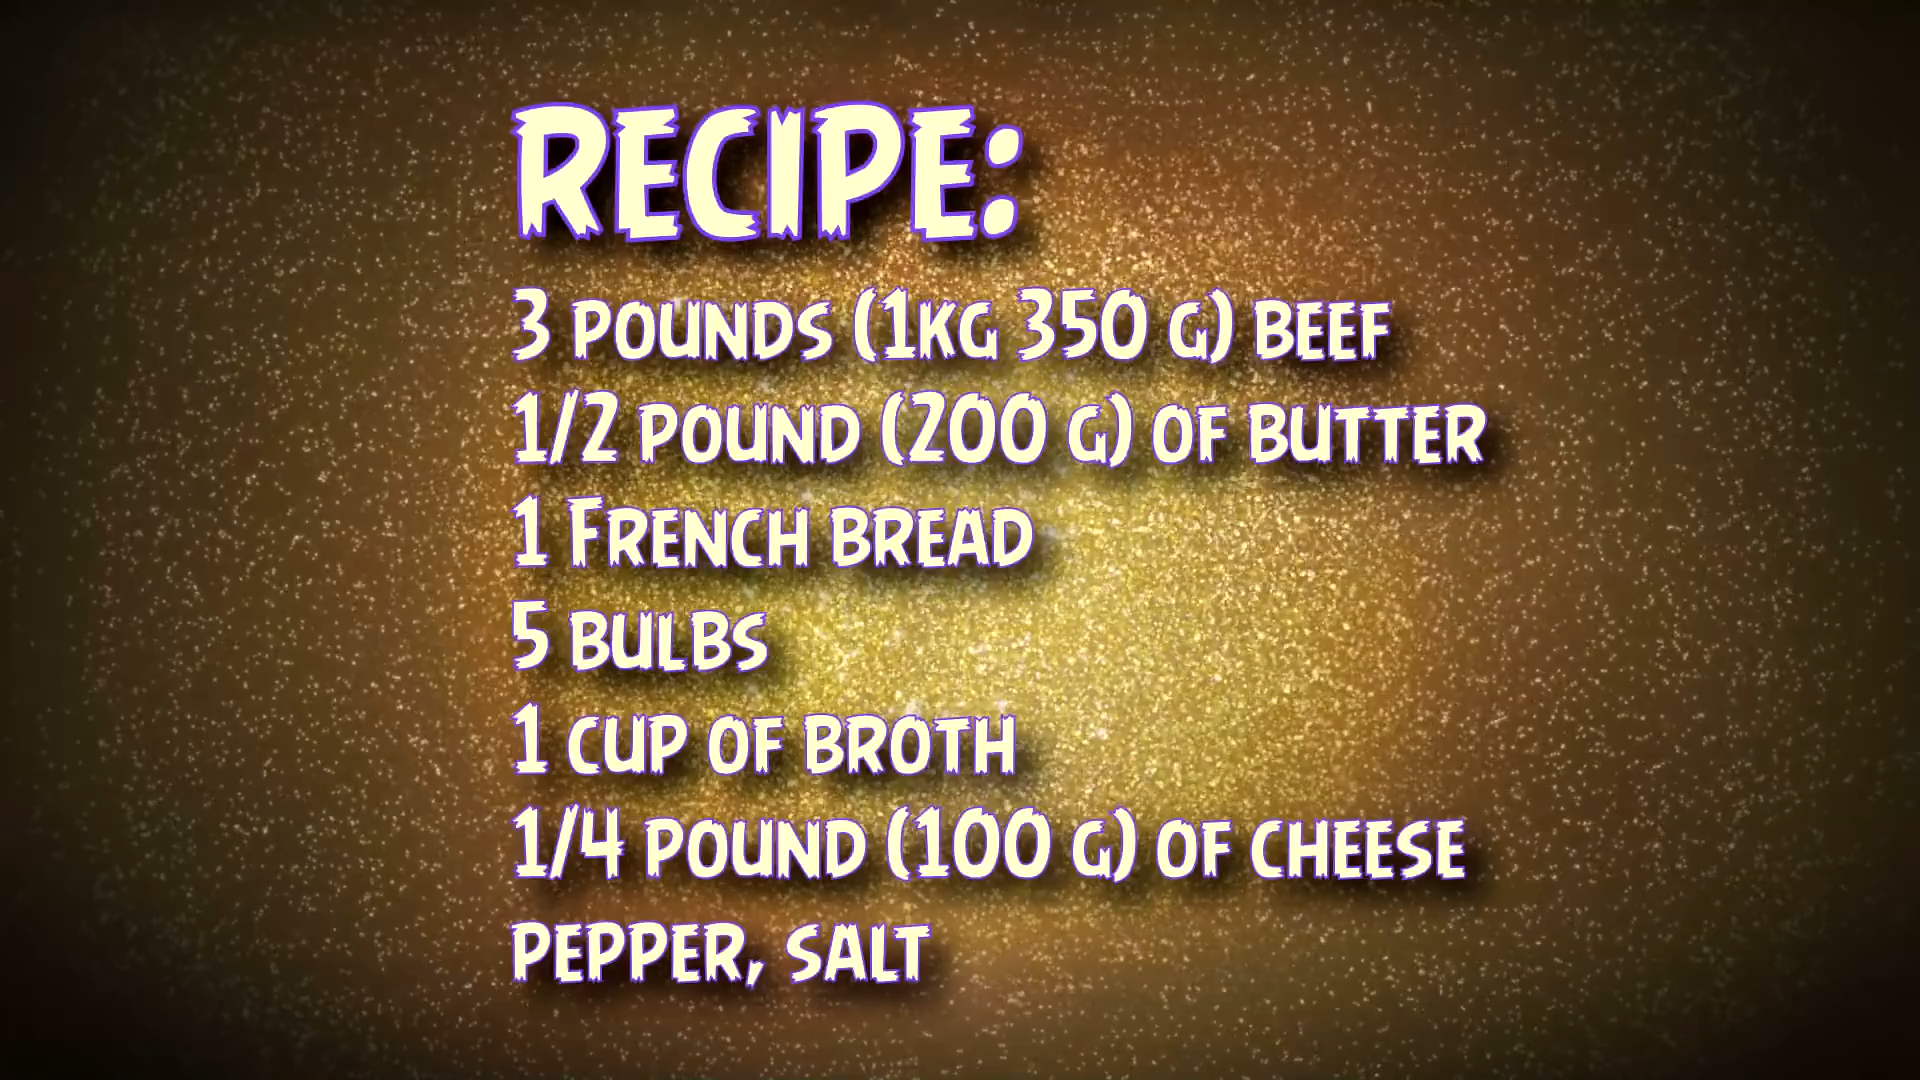 RECIPE:
3 POUNDS (1KG 350 G) BEEF
1/2 POUND (200 G) OF BUTTER
1 FRENCH BREAD
5 BULBS
1 CUP OF BROTH
1/4 POUND (100 G) OF CHEESE
PEPPER, SALT